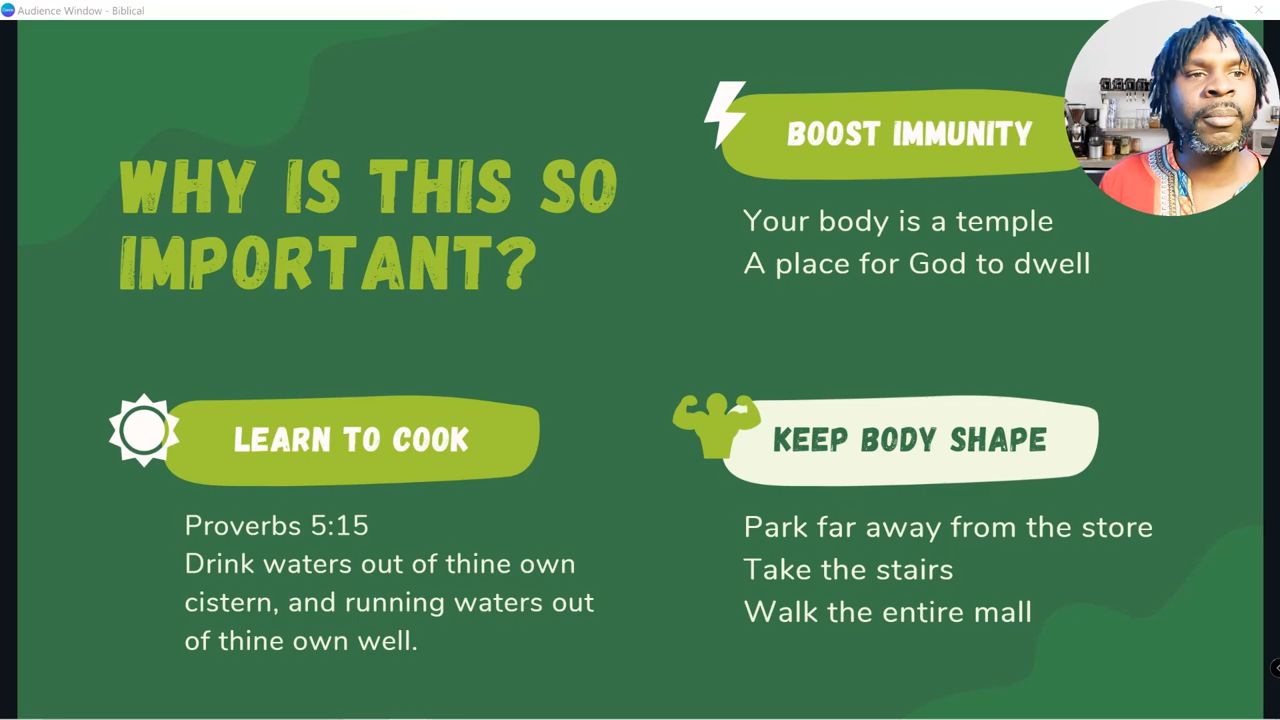 Audience Window - Biblical
WHY IS THIS SO
IMPORTANT?
BOOST IMMUNITY
Your body is a temple
A place for God to dwell
LEARN TO COOK
Proverbs 5:15
Drink waters out of thine own
cistern, and running waters out
of thine own well.
KEEP BODY SHAPE
Park far away from the store
Take the stairs
Walk the entire mall